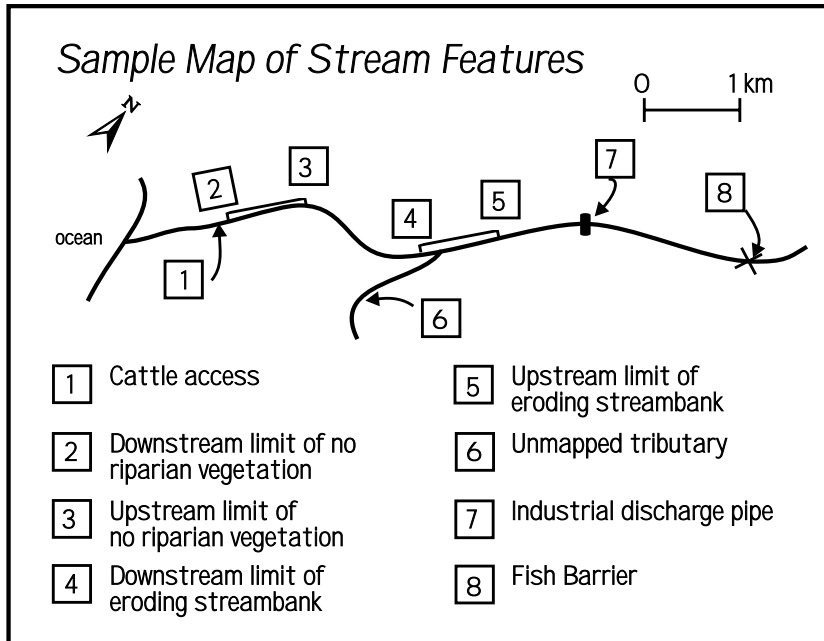 Sample Map of Stream Features
0 1 km
N
7
3
8
2
5
4
ocean
1
6
1 Cattle access
2 Downstream limit of no
riparian vegetation
3 Upstream limit of
no riparian vegetation
4 Downstream limit of
eroding streambank
5 Upstream limit of
eroding streambank
6 Unmapped tributary
7 Industrial discharge pipe
8 Fish Barrier